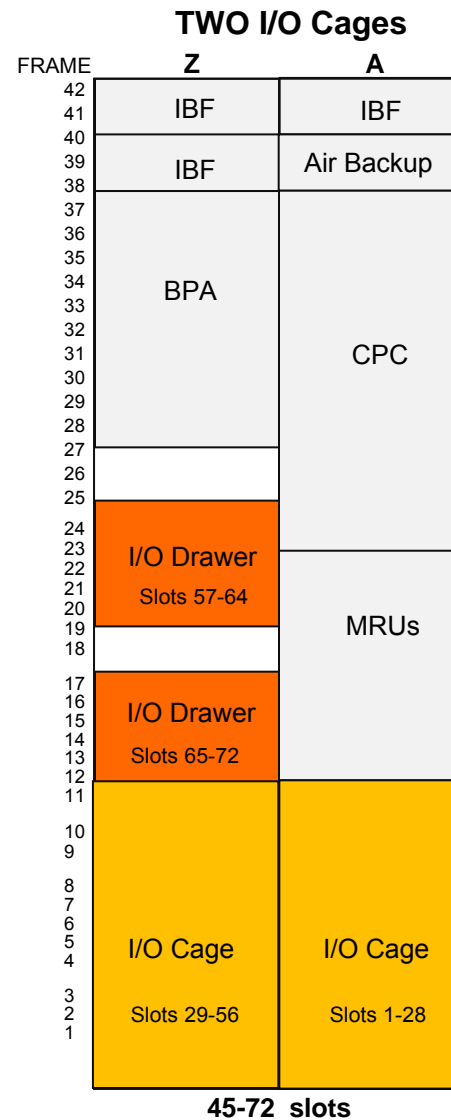 TWO I/O Cages
FRAME Z A
42
41
40
39
38
37
36
35
34
33
32
31
30
29
28
27
26
25
24
23
22
21
20
19
18
17
16
15
14
13
12
11
10
9
8
7
6
5
4
3
2
1
IBF
IBF
BPA
I/O Drawer
Slots 57-64
I/O Drawer
Slots 65-72
I/O Cage
Slots 29-56
IBF
Air Backup
CPC
MRUs
I/O Cage
Slots 1-28
45-72 slots